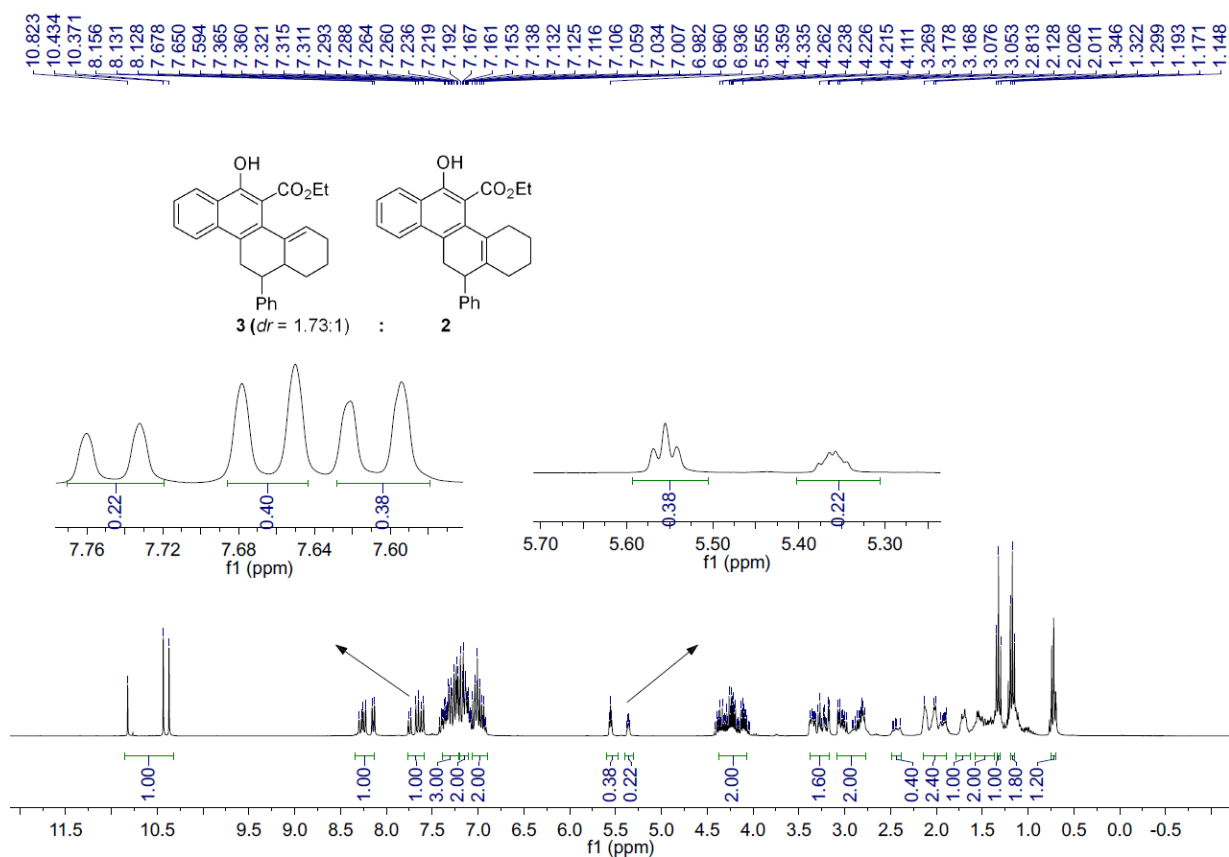 10.823 10.434 10.371 8.156 8.131 8.128 7.678 7.650 7.594 7.365 7.360 7.321 7.315 7.311 7.293 7.288 7.264 7.260 7.236 7.219 7.192 7.167 7.161 7.153 7.138 7.132 7.125 7.116 7.106 7.059 7.034 7.007 6.982 6.960 6.936 5.555 4.359 4.335 4.262 4.238 4.226 4.215 4.111 3.269 3.178 3.168 3.076 3.053 2.813 2.128 2.026 2.011 1.346 1.322 1.299 1.193 1.171 1.148
OH OH
CO2Et CO2Et
Ph Ph
3 (dr = 1.73:1) : 2
0.22 0.40 0.38 0.38 0.22
7.76 7.72 7.68 7.64 7.60 5.70 5.60 5.50 5.40 5.30
f1 (ppm) f1 (ppm)
1.00 1.00 1.00 3.00 2.00 2.00 0.38 0.22 2.00 1.60 2.00 0.40 2.40 1.00 2.00 1.00 1.80 1.20
11.5 10.5 9.5 9.0 8.5 8.0 7.5 7.0 6.5 6.0 5.5 5.0 4.5 4.0 3.5 3.0 2.5 2.0 1.5 1.0 0.5 0.0 -0.5
f1 (ppm)